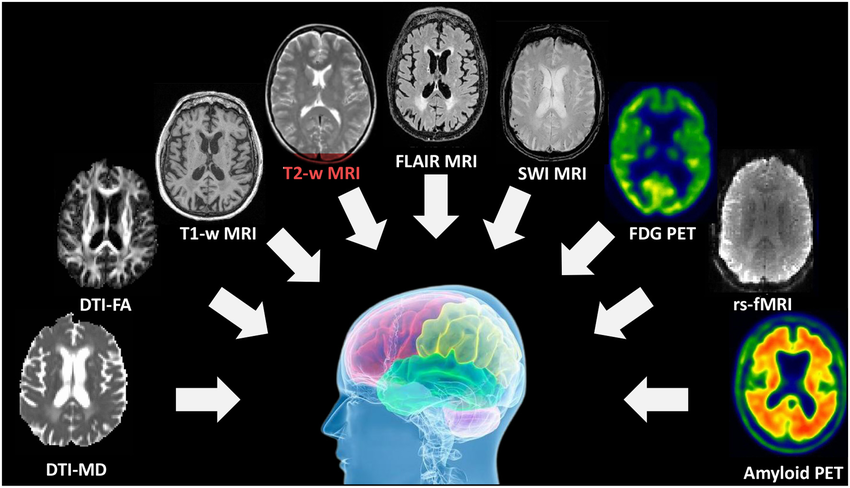 T2-w MRI
FLAIR MRI
SWI MRI
T1-w MRI
FDG PET
DTI-FA
rs-fMRI
DTI-MD
Amyloid PET